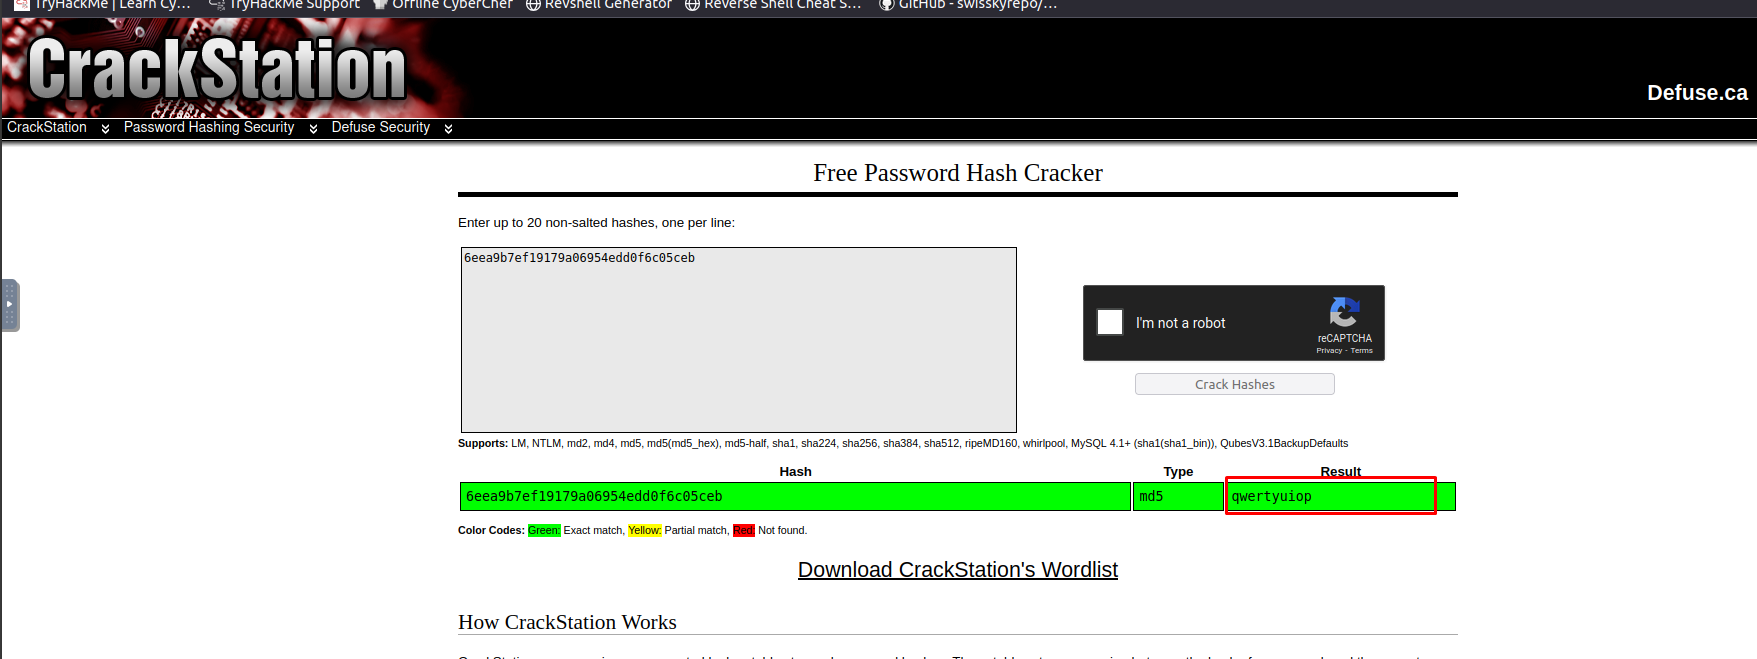 TryHackMe | Learn Cy... TryHackMe Support Offline CyberChef Revshell Generator Reverse Shell Cheat S... GitHub - swisskyrepo/...
CrackStation
Defuse.ca
CrackStation Password Hashing Security Defuse Security
Free Password Hash Cracker
Enter up to 20 non-salted hashes, one per line:
6eea9b7ef19179a06954edd0f6c05ceb
I'm not a robot
reCAPTCHA
Privacy - Terms
Crack Hashes
Supports: LM, NTLM, md2, md4, md5, md5(md5_hex), md5-half, sha1, sha224, sha256, sha384, sha512, ripeMD160, whirlpool, MySQL 4.1+ (sha1(sha1_bin)), QubesV3.1BackupDefaults
Hash Type Result
6eea9b7ef19179a06954edd0f6c05ceb md5 qwertyuiop
Color Codes: Green: Exact match, Yellow: Partial match, Red: Not found.
Download CrackStation's Wordlist
How CrackStation Works